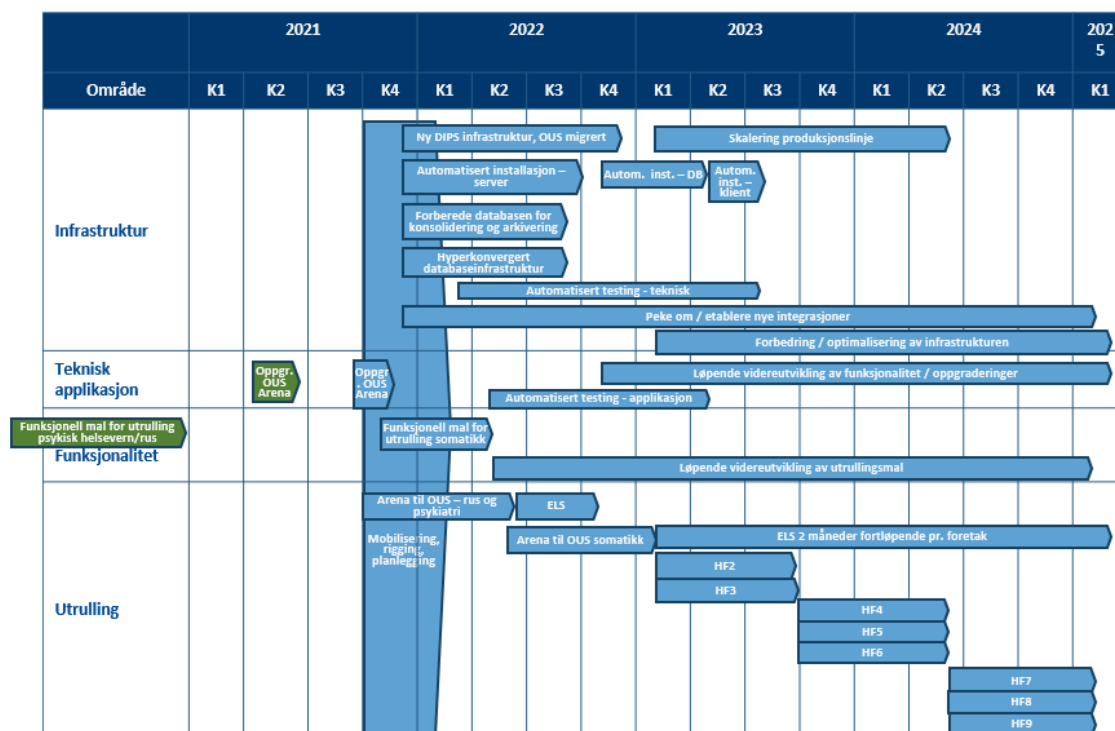 2021
2022
2023
2024
202
5
Område
K1
K2
K3
K4
K1
K2
K3
K4
K1
K2
K3
K4
K1
K2
K3
K4
K1
Infrastruktur
Ny DIPS infrastruktur, OUS migrert
Skalering produksjonslinje
Automatisert installasjon –
server
Autom. inst. – DB
Autom.
inst. –
klient
Forberede databasen for
konsolidering og arkivering
Hyperkonvergert
databaseinfrastruktur
Automatisert testing - teknisk
Peke om / etablere nye integrasjoner
Forbedring / optimalisering av infrastrukturen
Teknisk
applikasjon
Oppgr.
OUS
Arena
Oppgr
. OUS
Arena
Løpende videreutvikling av funksjonalitet / oppgraderinger
Automatisert testing - applikasjon
Funksjonell mal for utrulling
psykisk helsevern/rus
Funksjonalitet
Funksjonell mal for
utrulling somatikk
Løpende videreutvikling av utrullingsmal
Utrulling
Arena til OUS – rus og
psykiatri
ELS
Mobilisering,
rigging,
planlegging
Arena til OUS somatikk
ELS 2 måneder fortløpende pr. foretak
HF2
HF3
HF4
HF5
HF6
HF7
HF8
HF9